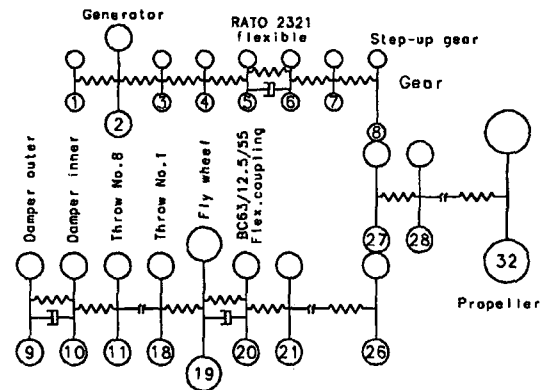 Generator
RATO 2321
flexible
Step-up gear
Gear
1
2
3
4
5
6
7
8
Damper outer
Damper inner
Throw No.8
Throw No.1
Fly wheel
BC63/12.5/55
Flex.coupling
27
28
32
Propeller
9
10
11
18
19
20
21
26